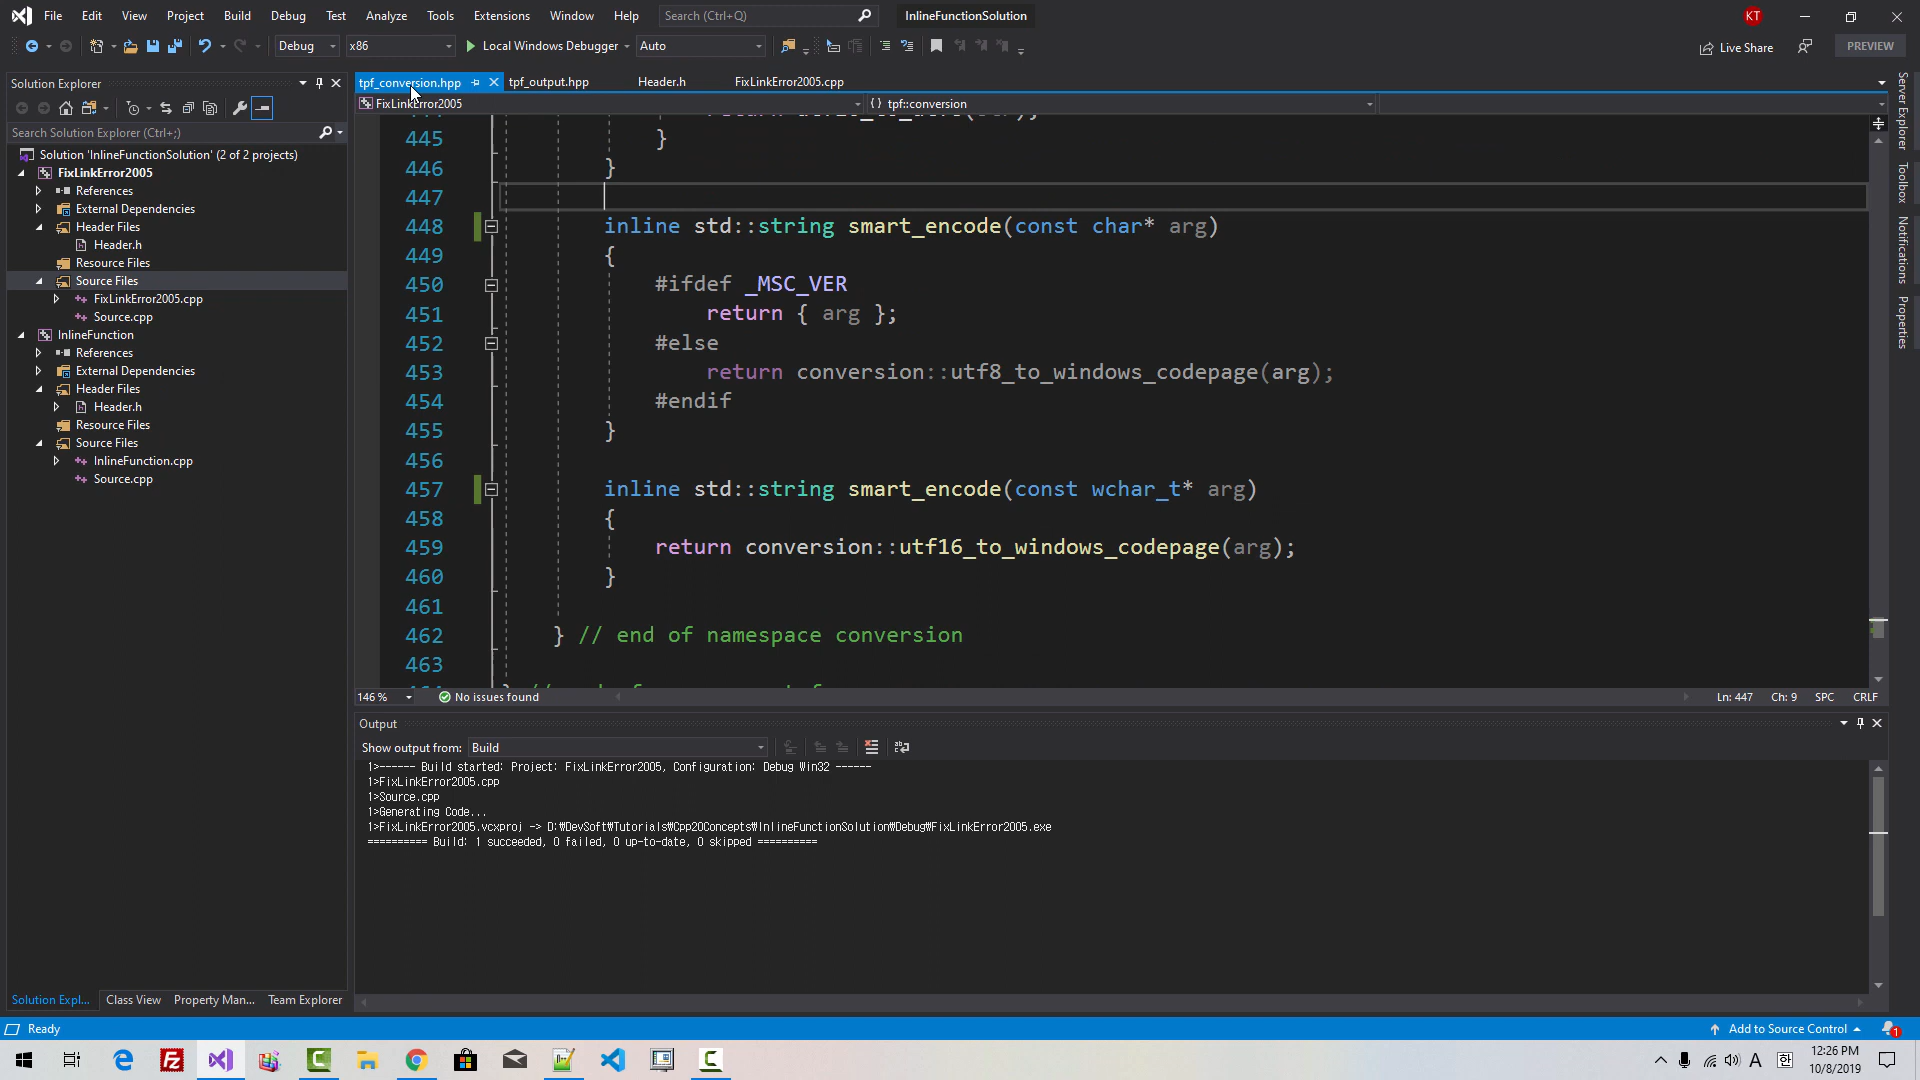 File Edit View Project Build Debug Test Analyze Tools Extensions Window Help Search (Ctrl+Q) InlineFunctionSolution KT
Debug x86 Local Windows Debugger Auto Live Share PREVIEW
Solution Explorer
Search Solution Explorer (Ctrl+;)
Solution 'InlineFunctionSolution' (2 of 2 projects)
FixLinkError2005
References
External Dependencies
Header Files
Header.h
Resource Files
Source Files
FixLinkError2005.cpp
Source.cpp
InlineFunction
References
External Dependencies
Header Files
Header.h
Resource Files
Source Files
InlineFunction.cpp
Source.cpp
Solution Expl... Class View Property Man... Team Explorer
tpf_conversion.hpp tpf_output.hpp Header.h FixLinkError2005.cpp
FixLinkError2005 { } tpf::conversion
445 }
446 }
447
448 inline std::string smart_encode(const char* arg)
449 {
450 #ifdef _MSC_VER
451 return { arg };
452 #else
453 return conversion::utf8_to_windows_codepage(arg);
454 #endif
455 }
456
457 inline std::string smart_encode(const wchar_t* arg)
458 {
459 return conversion::utf16_to_windows_codepage(arg);
460 }
461
462 } // end of namespace conversion
463
146 % No issues found Ln: 447 Ch: 9 SPC CRLF
Output
Show output from: Build
1>------ Build started: Project: FixLinkError2005, Configuration: Debug Win32 ------
1>FixLinkError2005.cpp
1>Source.cpp
1>Generating Code...
1>FixLinkError2005.vcxproj -> D:₩DevSoft₩Tutorials₩Cpp20Concepts₩InlineFunctionSolution₩Debug₩FixLinkError2005.exe
========== Build: 1 succeeded, 0 failed, 0 up-to-date, 0 skipped ==========
Server Explorer
Toolbox
Notifications
Properties
Ready Add to Source Control 1
A 한 12:26 PM
10/8/2019